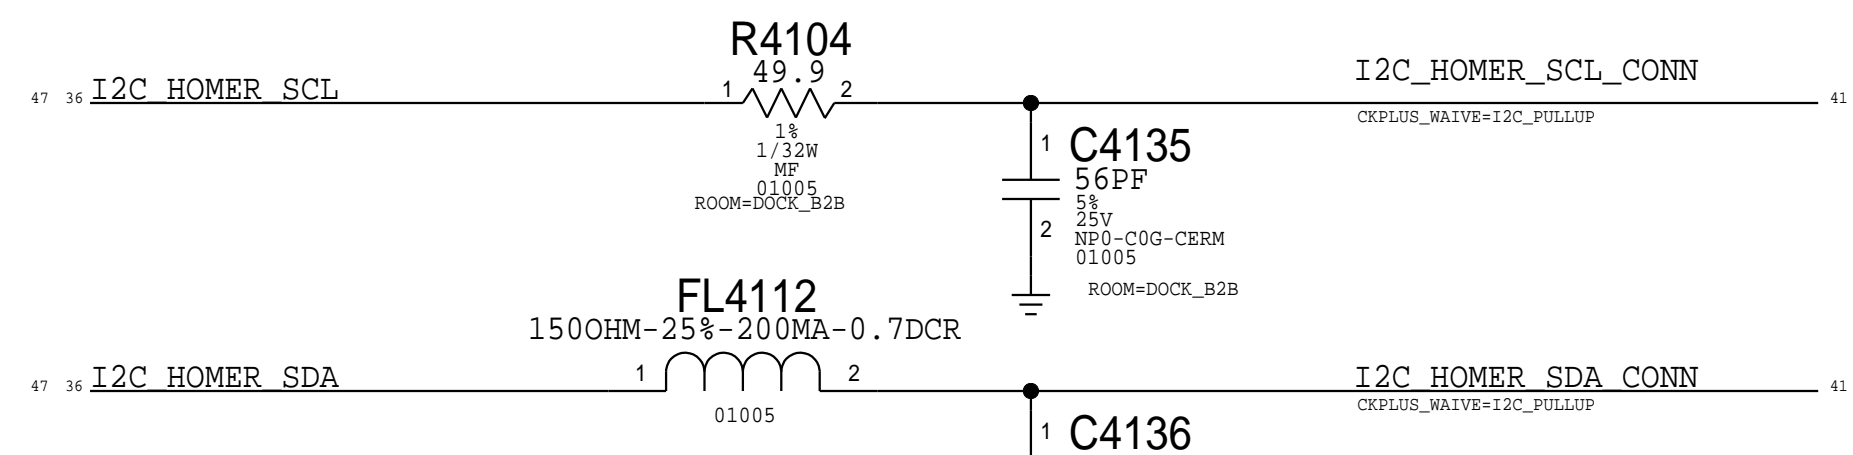 R4104
49.9
47 36 I2C_HOMER_SCL
1 2
1%
1/32W
MF
01005
ROOM=DOCK_B2B
I2C_HOMER_SCL_CONN
41
CKPLUS_WAIVE=I2C_PULLUP
1
C4135
56PF
5%
25V
2
NP0-C0G-CERM
01005
ROOM=DOCK_B2B
FL4112
150OHM-25%-200MA-0.7DCR
47 36 I2C_HOMER_SDA
1 2
01005
I2C_HOMER_SDA_CONN
41
CKPLUS_WAIVE=I2C_PULLUP
1
C4136